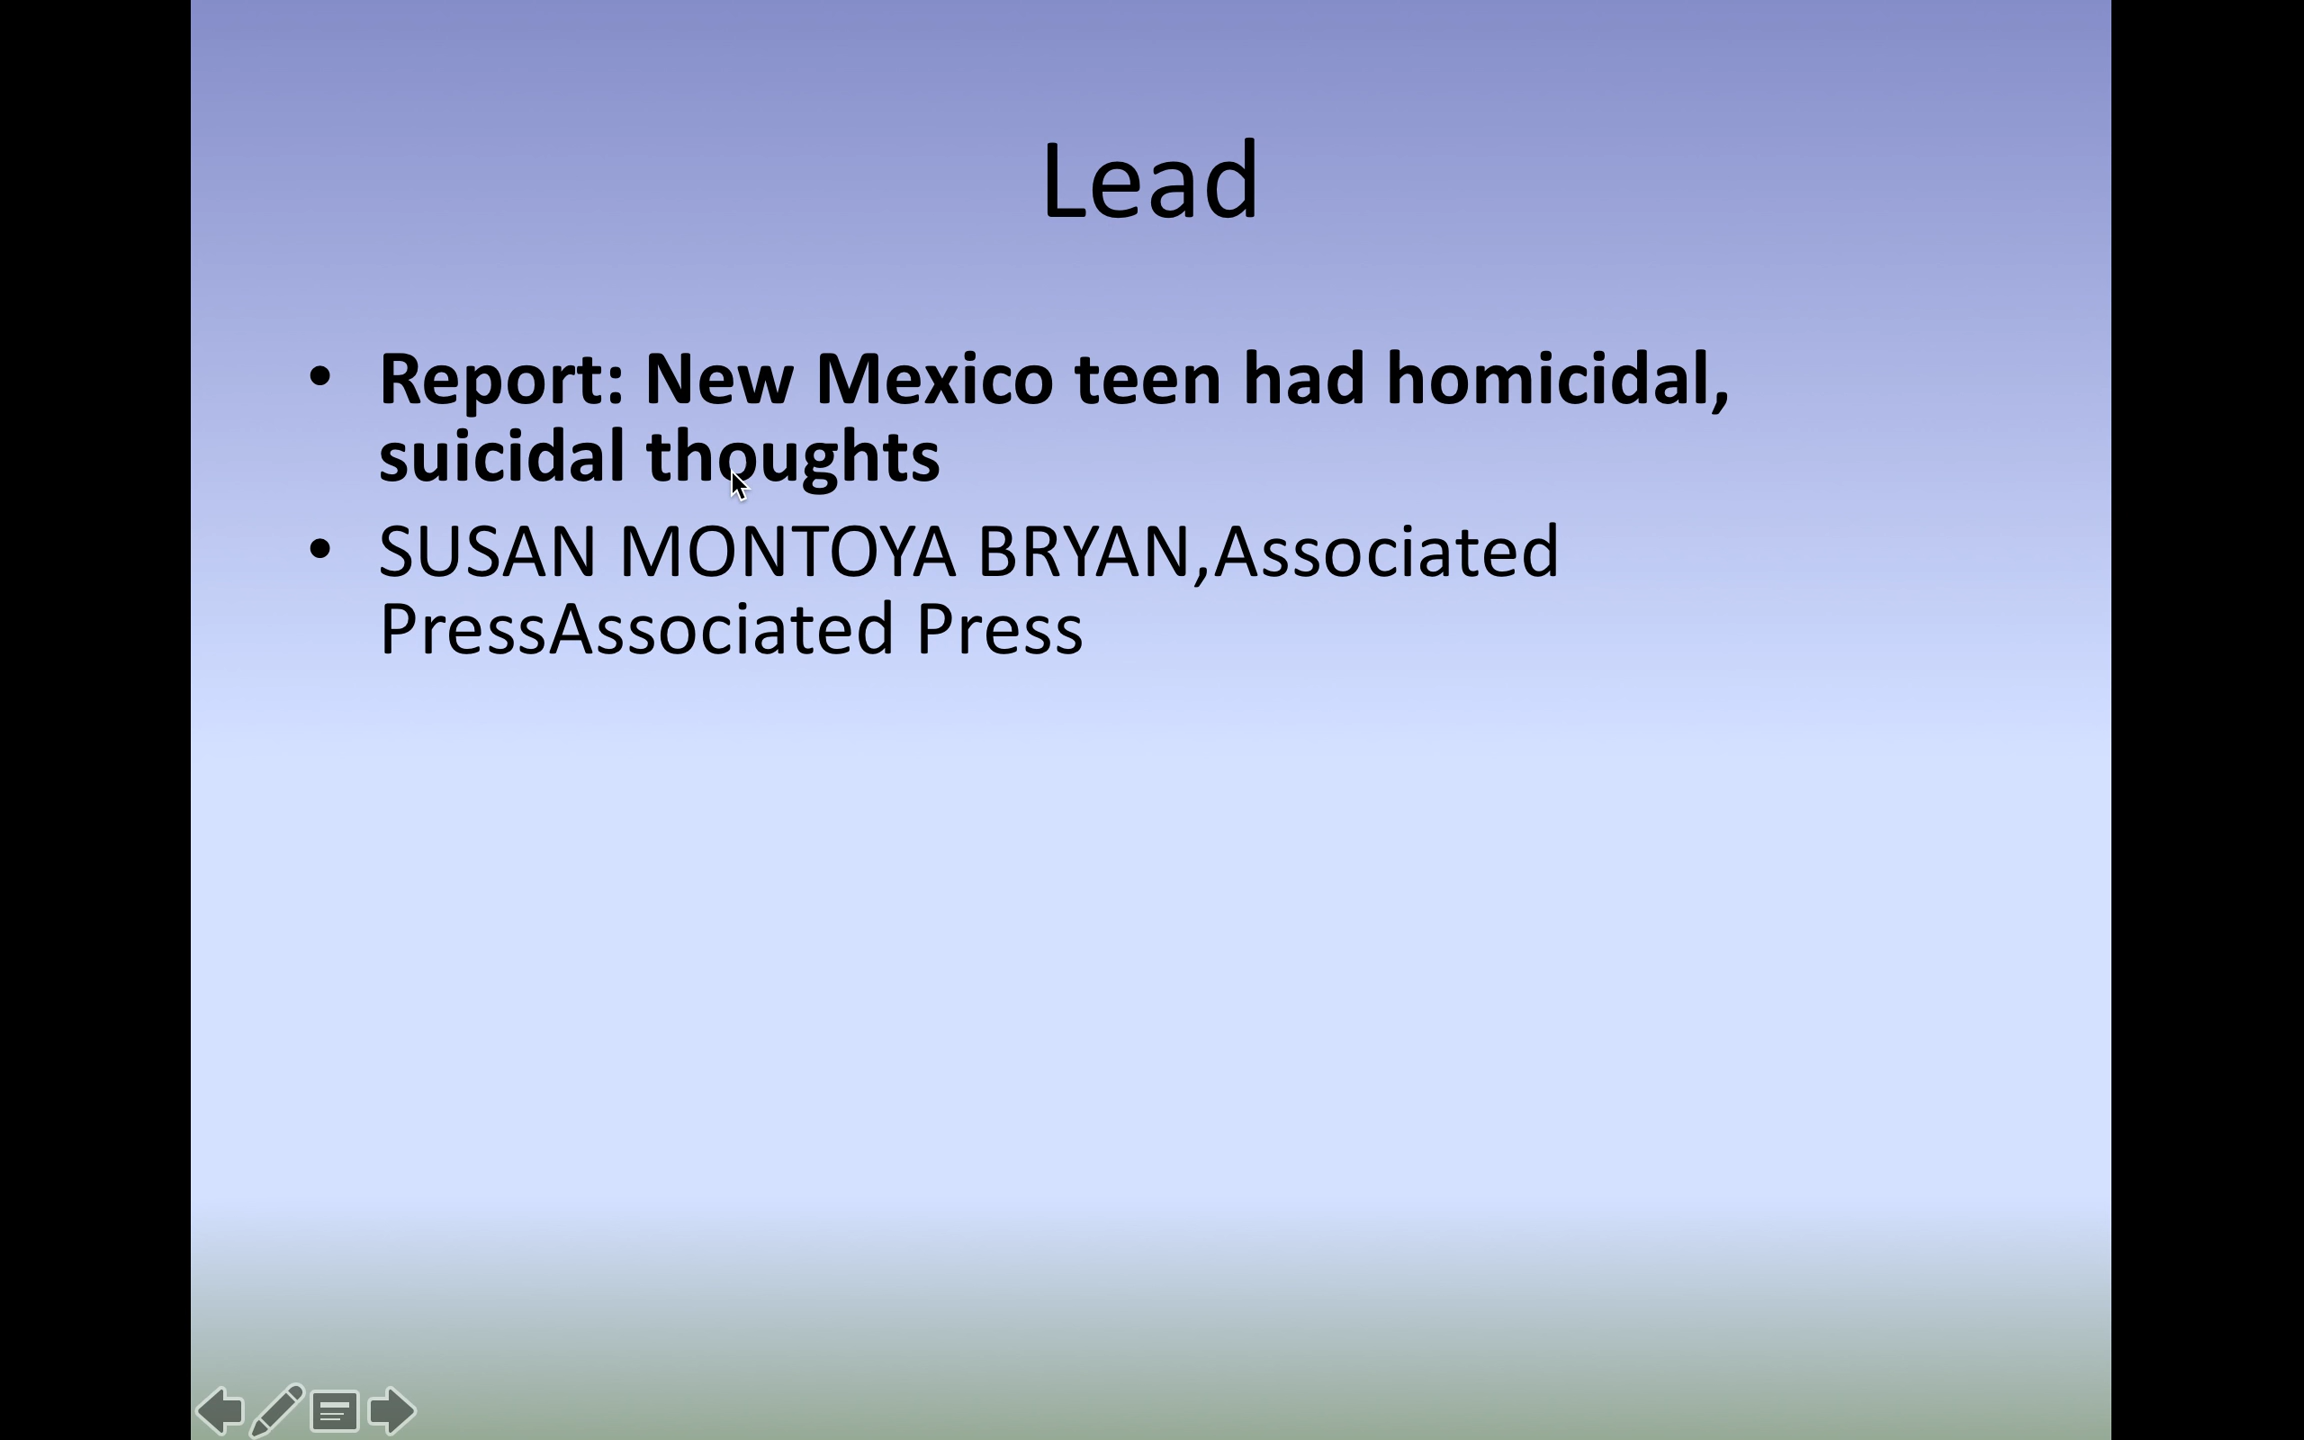 Lead
• Report: New Mexico teen had homicidal,
suicidal thoughts
• SUSAN MONTOYA BRYAN,Associated
PressAssociated Press